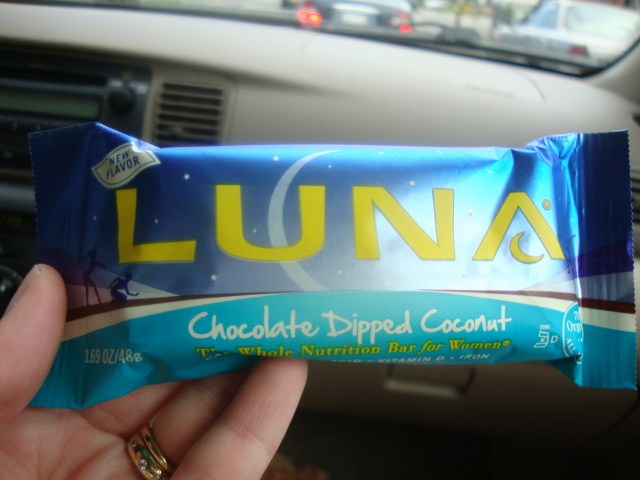 NEW
FLAVOR
LUNA
Chocolate Dipped Coconut
The Whole Nutrition Bar for Women®
VITAMIN D • IRON
1.69 OZ/48g